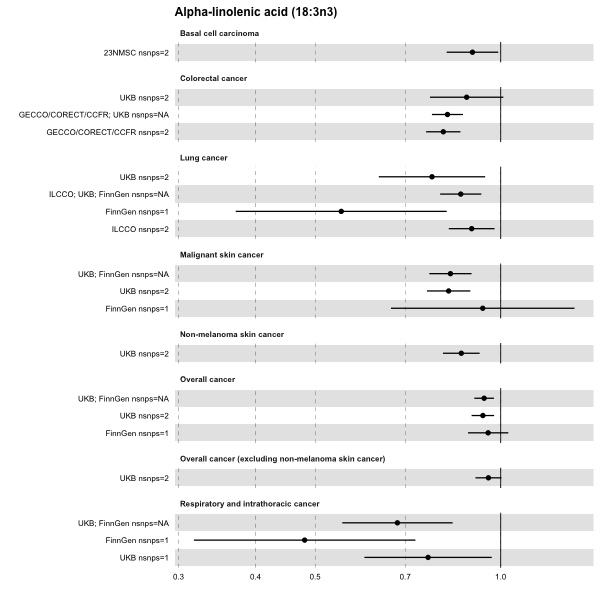 Alpha-linolenic acid (18:3n3)
Basal cell carcinoma
23NMSC nsnps=2
Colorectal cancer
UKB nsnps=2
GECCO/CORECT/CCFR; UKB nsnps=NA
GECCO/CORECT/CCFR nsnps=2
Lung cancer
UKB nsnps=2
ILCCO; UKB; FinnGen nsnps=NA
FinnGen nsnps=1
ILCCO nsnps=2
Malignant skin cancer
UKB; FinnGen nsnps=NA
UKB nsnps=2
FinnGen nsnps=1
Non-melanoma skin cancer
UKB nsnps=2
Overall cancer
UKB; FinnGen nsnps=NA
UKB nsnps=2
FinnGen nsnps=1
Overall cancer (excluding non-melanoma skin cancer)
UKB nsnps=2
Respiratory and intrathoracic cancer
UKB; FinnGen nsnps=NA
FinnGen nsnps=1
UKB nsnps=1
0.3 0.4 0.5 0.7 1.0